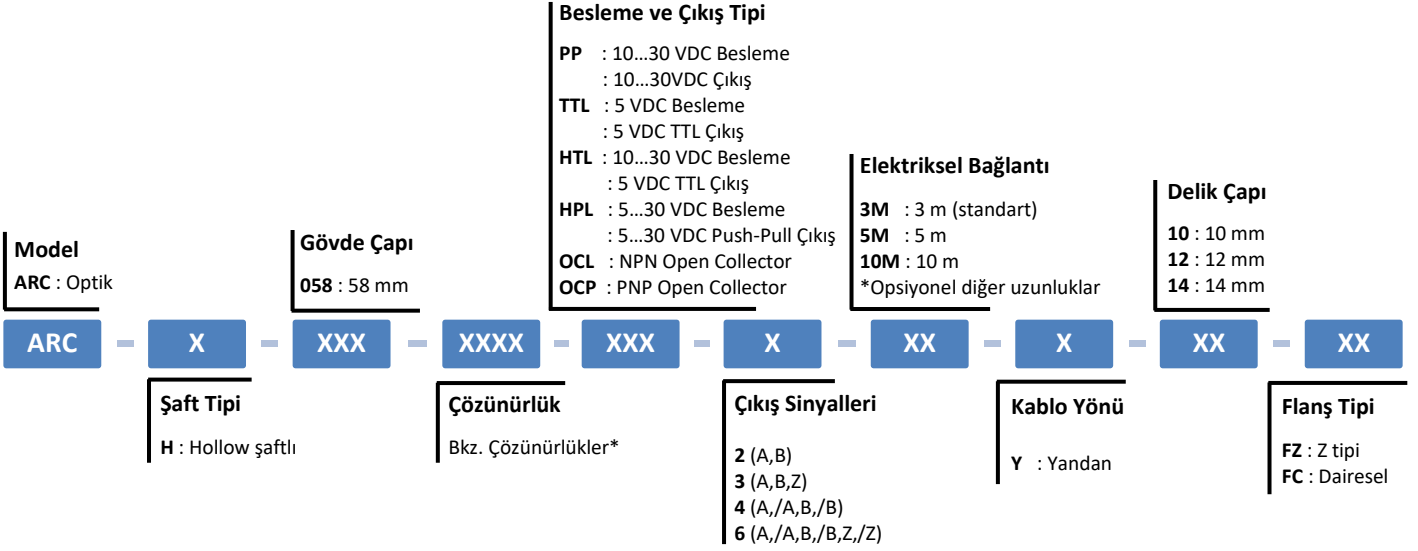 Besleme ve Çıkış Tipi
PP : 10...30 VDC Besleme
: 10...30VDC Çıkış
TTL : 5 VDC Besleme
: 5 VDC TTL Çıkış
HTL : 10...30 VDC Besleme
: 5 VDC TTL Çıkış
HPL : 5...30 VDC Besleme
: 5...30 VDC Push-Pull Çıkış
OCL : NPN Open Collector
OCP : PNP Open Collector
Elektriksel Bağlantı
3M : 3 m (standart)
5M : 5 m
10M : 10 m
*Opsiyonel diğer uzunluklar
Delik Çapı
10 : 10 mm
12 : 12 mm
14 : 14 mm
Model
ARC : Optik
Gövde Çapı
058 : 58 mm
ARC – X – XXX – XXXX – XXX – X – XX – X – XX – XX
Şaft Tipi
H : Hollow şaftlı
Çözünürlük
Bkz. Çözünürlükler*
Çıkış Sinyalleri
2 (A,B)
3 (A,B,Z)
4 (A,/A,B,/B)
6 (A,/A,B,/B,Z,/Z)
Kablo Yönü
Y : Yandan
Flanş Tipi
FZ : Z tipi
FC : Dairesel